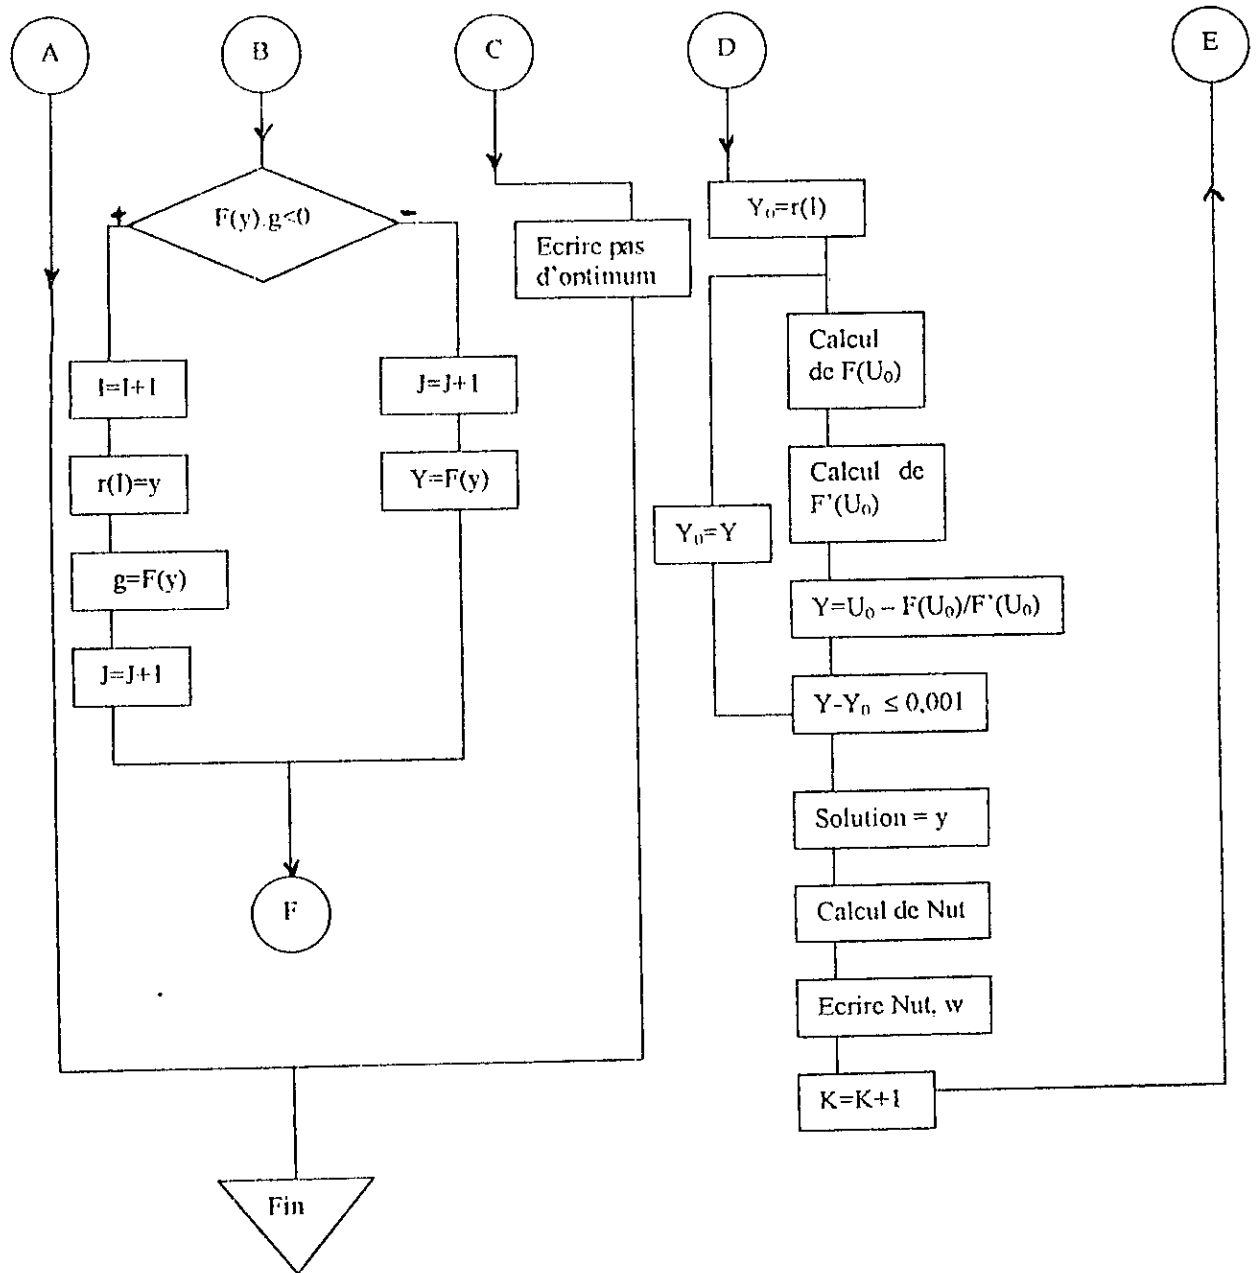 A
B
C
D
E
+
F(y).g<0
-
Ecrire pas
d'optimum
Y₀=r(I)
I=I+1
r(I)=y
g=F(y)
J=J+1
J=J+1
Y=F(y)
F
Calcul
de F(U₀)
Calcul de
F'(U₀)
Y₀=Y
Y=U₀ – F(U₀)/F'(U₀)
Y-Y₀ ≤ 0,001
Solution = y
Calcul de Nut
Ecrire Nut, w
K=K+1
Fin